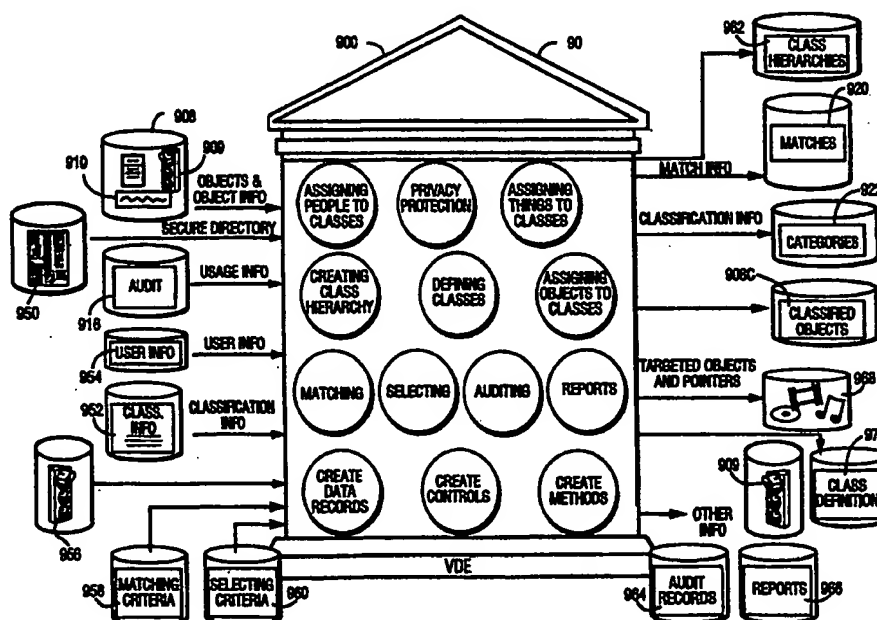 900
90
962
CLASS
HIERARCHIES
920
MATCHES
MATCH INFO
908
909
910
OBJECTS &
OBJECT INFO
SECURE DIRECTORY
950
AUDIT
916
USAGE INFO
USER INFO
954
USER INFO
952
CLASS.
INFO
CLASSIFICATION
INFO
956
958
MATCHING
CRITERIA
SELECTING
CRITERIA
960
ASSIGNING
PEOPLE TO
CLASSES
PRIVACY
PROTECTION
ASSIGNING
THINGS TO
CLASSES
CREATING
CLASS
HIERARCHY
DEFINING
CLASSES
ASSIGNING
OBJECTS TO
CLASSES
MATCHING
SELECTING
AUDITING
REPORTS
CREATE
DATA
RECORDS
CREATE
CONTROLS
CREATE
METHODS
VDE
CLASSIFICATION INFO
922
CATEGORIES
908C
CLASSIFIED
OBJECTS
TARGETED OBJECTS
AND POINTERS
968
909
97
CLASS
DEFINITION
OTHER
INFO
964
AUDIT
RECORDS
REPORTS
966